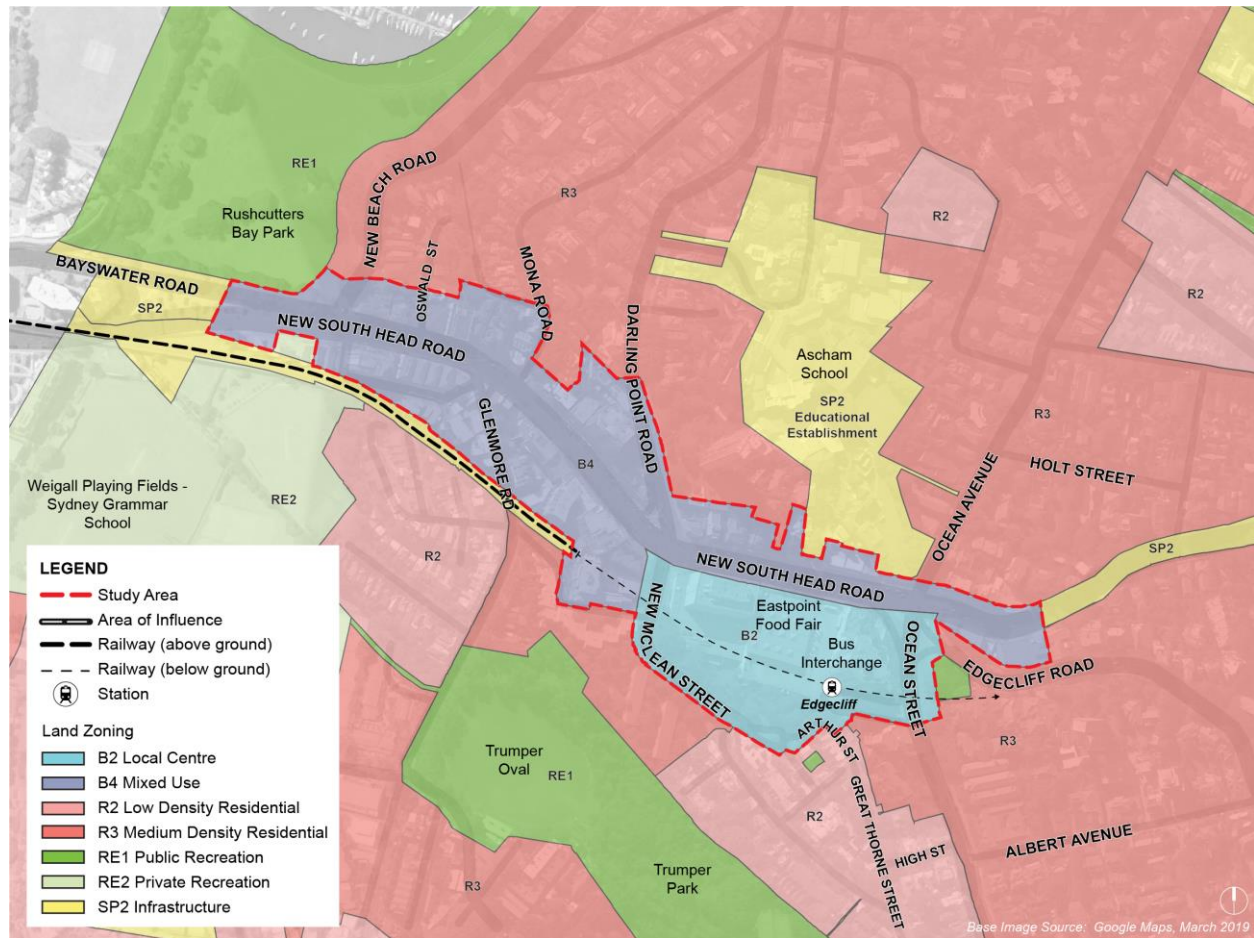 RE1
Rushcutters
Bay Park
NEW BEACH ROAD
OSWALD ST
MONA ROAD
R3
DARLING POINT ROAD
R2
R2
BAYSWATER ROAD
SP2
NEW SOUTH HEAD ROAD
Ascham
School
SP2
Educational
Establishment
R3
HOLT STREET
OCEAN AVENUE
GLENMORE RD
B4
Weigall Playing Fields -
Sydney Grammar
School
RE2
R2
NEW SOUTH HEAD ROAD
SP2
NEW MCLEAN STREET
Eastpoint
Food Fair
B2
Bus
Interchange
Edgecliff
OCEAN STREET
EDGECLIFF ROAD
R3
ARTHUR ST
Trumper
Oval
RE1
R2
GREAT THORNE STREET
HIGH ST
ALBERT AVENUE
Trumper
Park
R3
LEGEND
Study Area
Area of Influence
Railway (above ground)
Railway (below ground)
Station
Land Zoning
B2 Local Centre
B4 Mixed Use
R2 Low Density Residential
R3 Medium Density Residential
RE1 Public Recreation
RE2 Private Recreation
SP2 Infrastructure
Base Image Source: Google Maps, March 2019